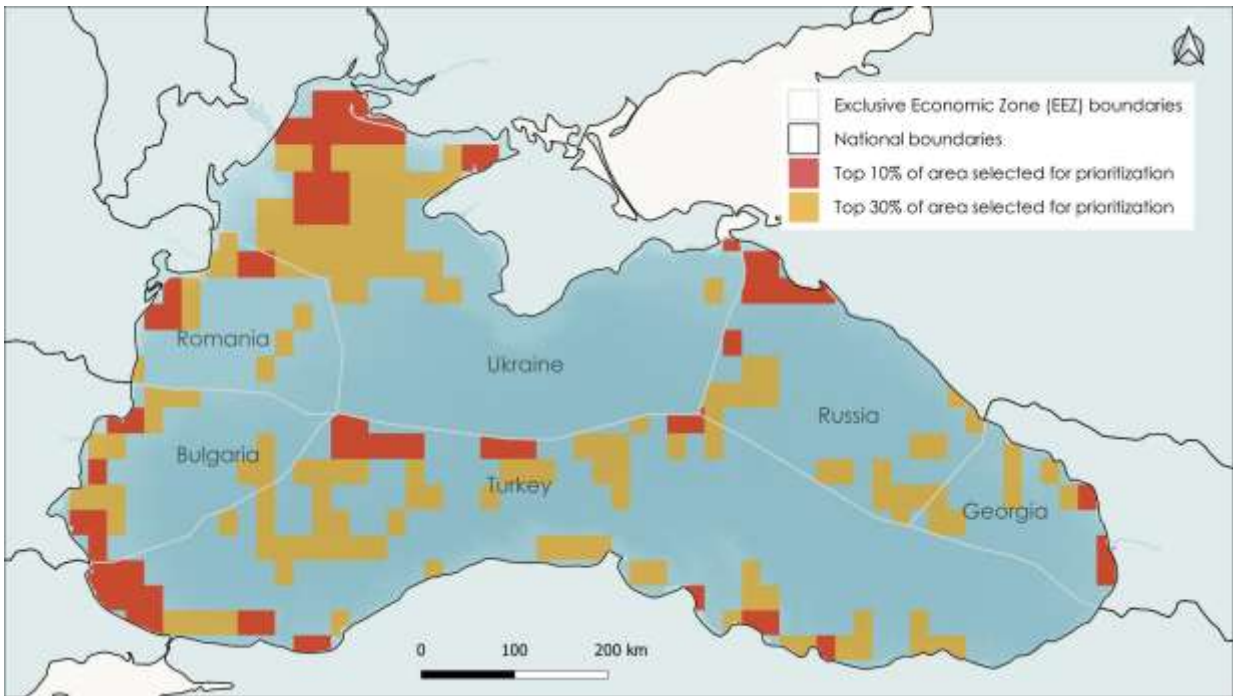 Exclusive Economic Zone (EEZ) boundaries
National boundaries
Top 10% of area selected for prioritization
Top 30% of area selected for prioritization
Romania
Ukraine
Russia
Bulgaria
Turkey
Georgia
0 100 200 km